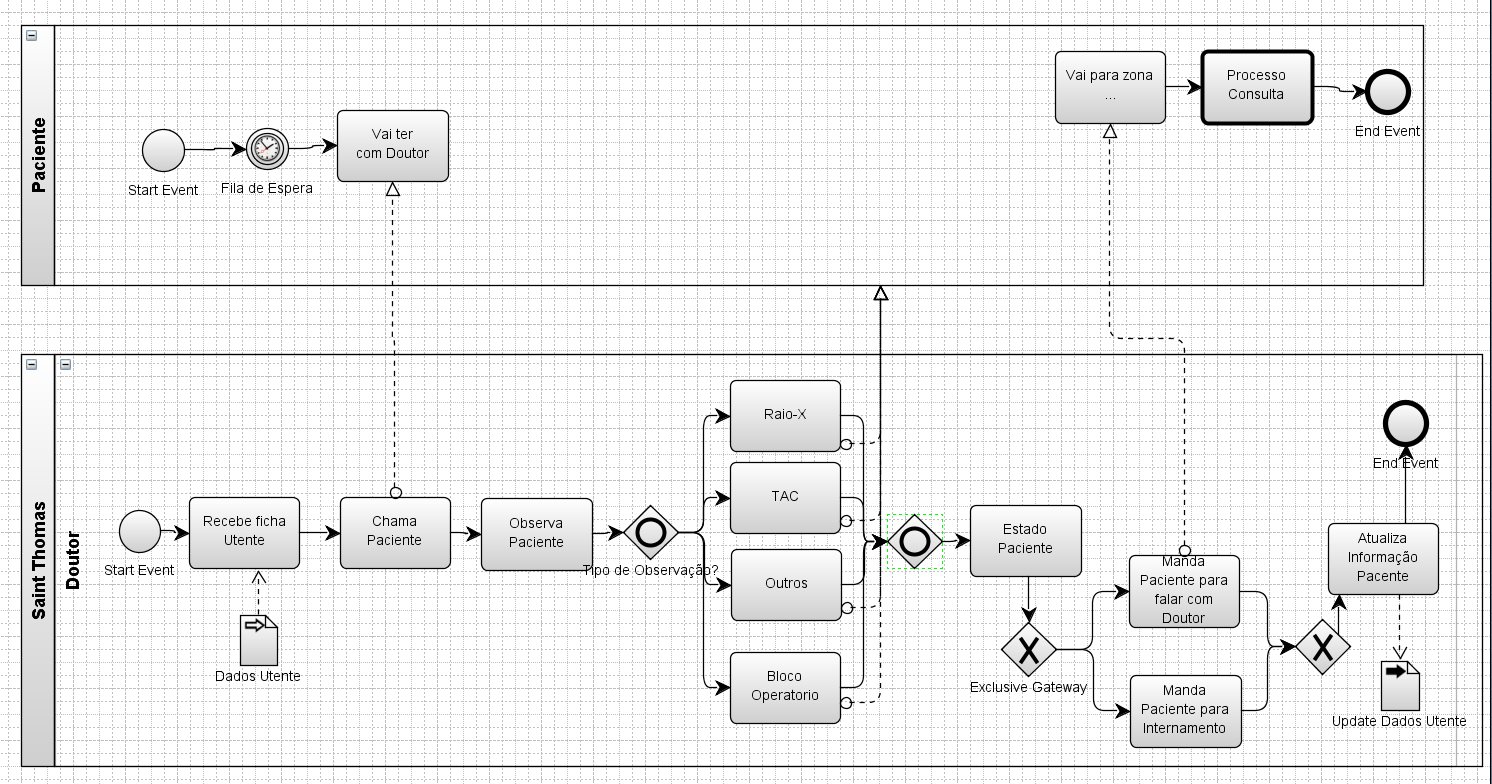 Paciente
Start Event
Fila de Espera
Vai ter
com Doutor
Vai para zona
...
Processo
Consulta
End Event
Saint Thomas
Doutor
Start Event
Recebe ficha
Utente
Dados Utente
Chama
Paciente
Observa
Paciente
Tipo de Observação?
Raio-X
TAC
Outros
Bloco
Operatorio
Estado
Paciente
Exclusive Gateway
Manda
Paciente para
falar com
Doutor
Manda
Paciente para
Internamento
Atualiza
Informação
Pacente
End Event
Update Dados Utente